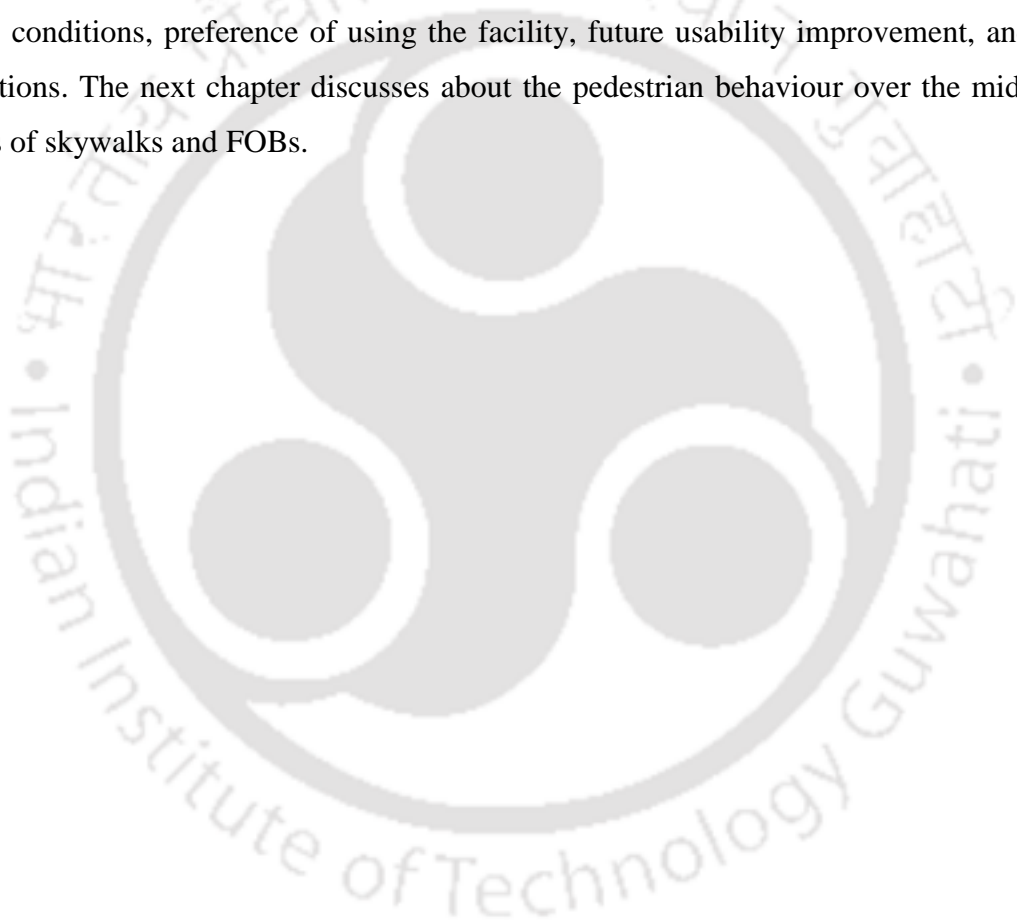 conditions, preference of using the facility, future usability improvement, an
tions. The next chapter discusses about the pedestrian behaviour over the mid
s of skywalks and FOBs.
Indian Institute of Technology Guwahati